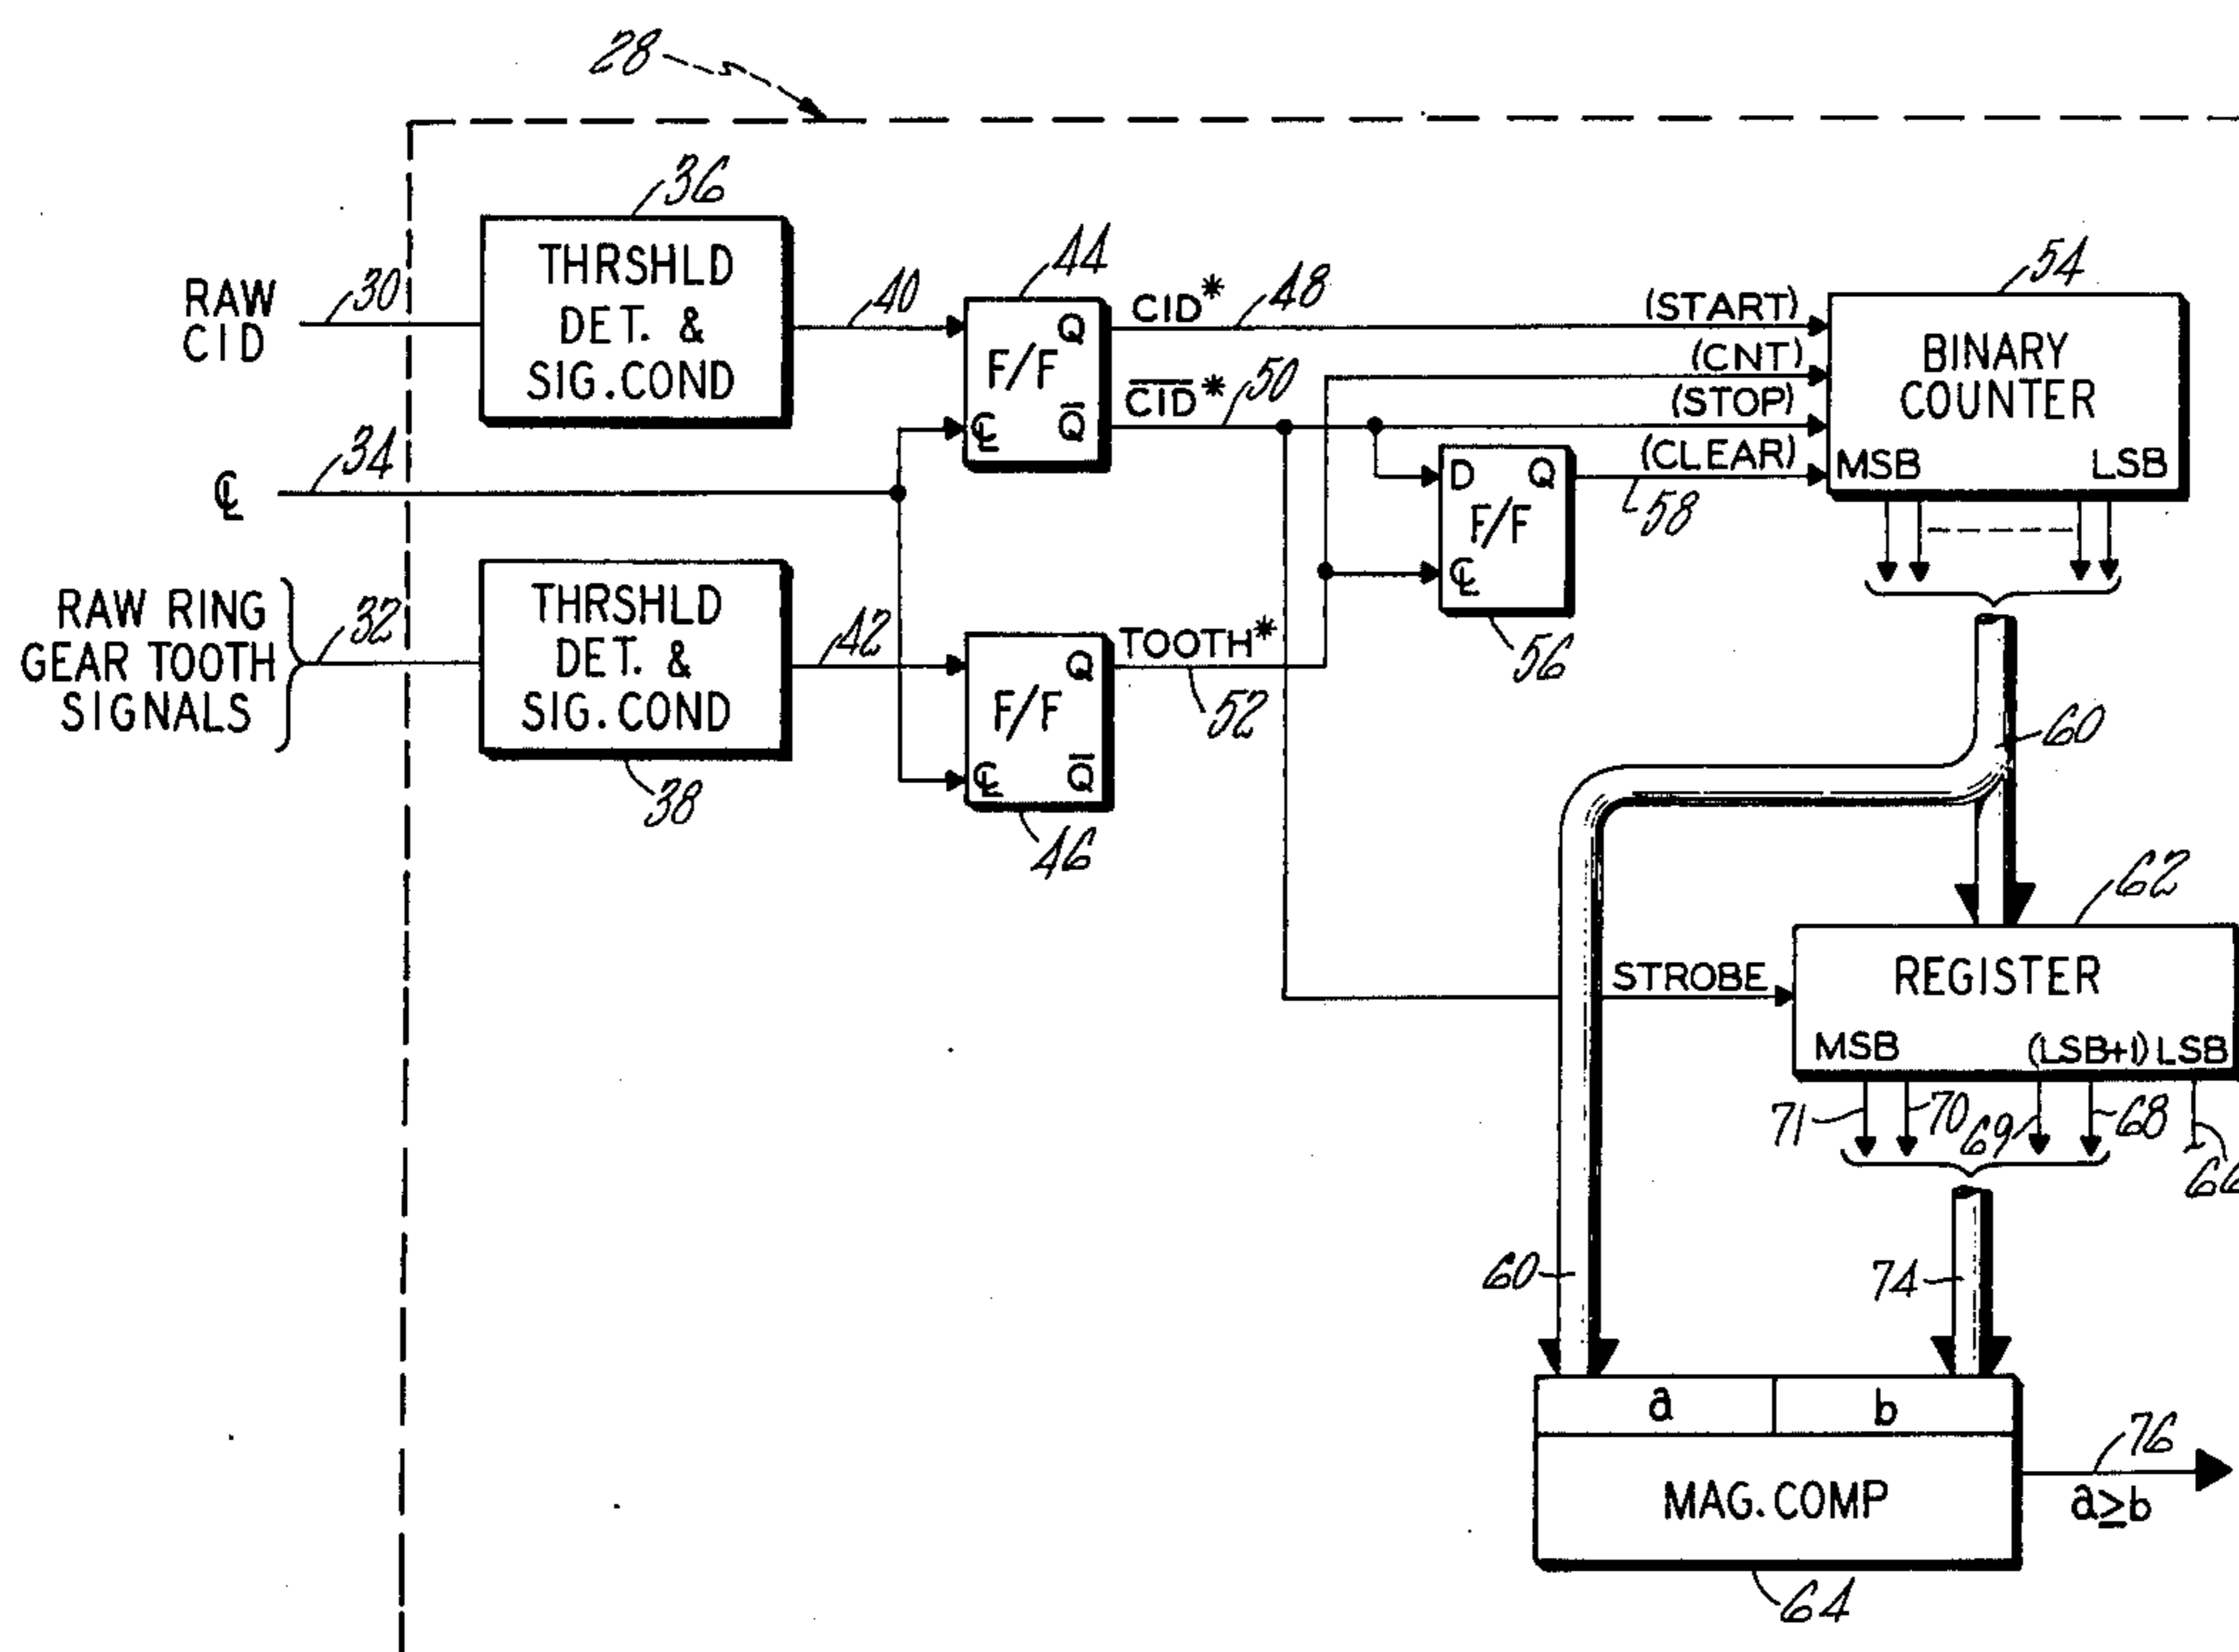 28
36
THRSHLD
DET. &
SIG.COND
RAW
CID
30
40
44
Q
F/F
℄
Q̅
CID*
48
C̅I̅D̅*
50
(START)
(CNT)
(STOP)
(CLEAR)
58
54
BINARY
COUNTER
MSB
LSB
℄
34
D
Q
F/F
℄
56
RAW RING
GEAR TOOTH
SIGNALS
32
THRSHLD
DET. &
SIG.COND
38
42
Q
F/F
℄
Q̅
46
TOOTH*
52
60
62
STROBE
REGISTER
MSB
(LSB+1)
LSB
71
70
69
68
60
74
a
b
MAG.COMP
64
76
a≥b